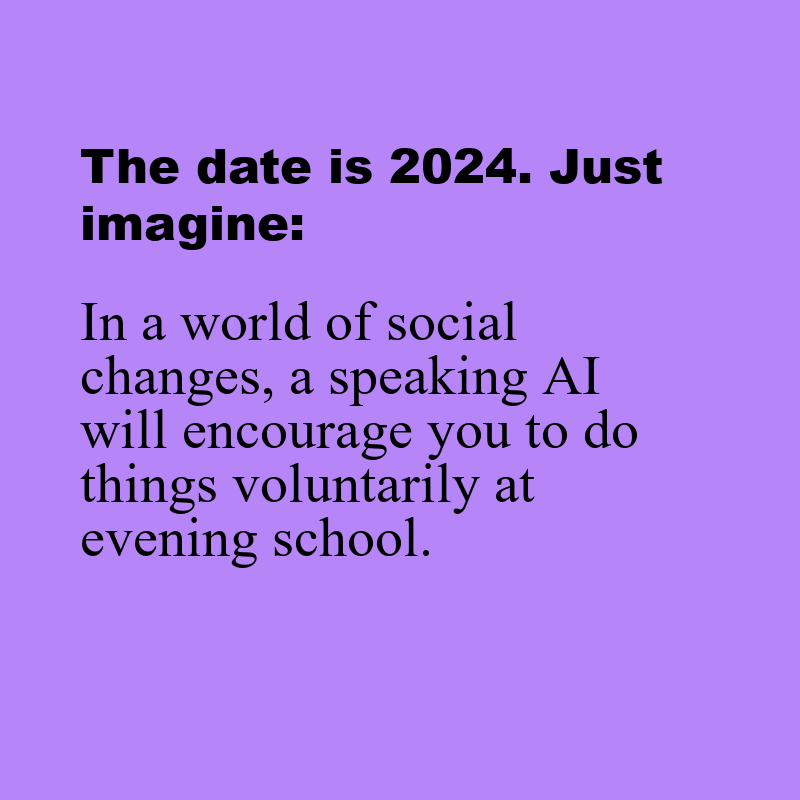 The date is 2024. Just
imagine:
In a world of social
changes, a speaking AI
will encourage you to do
things voluntarily at
evening school.